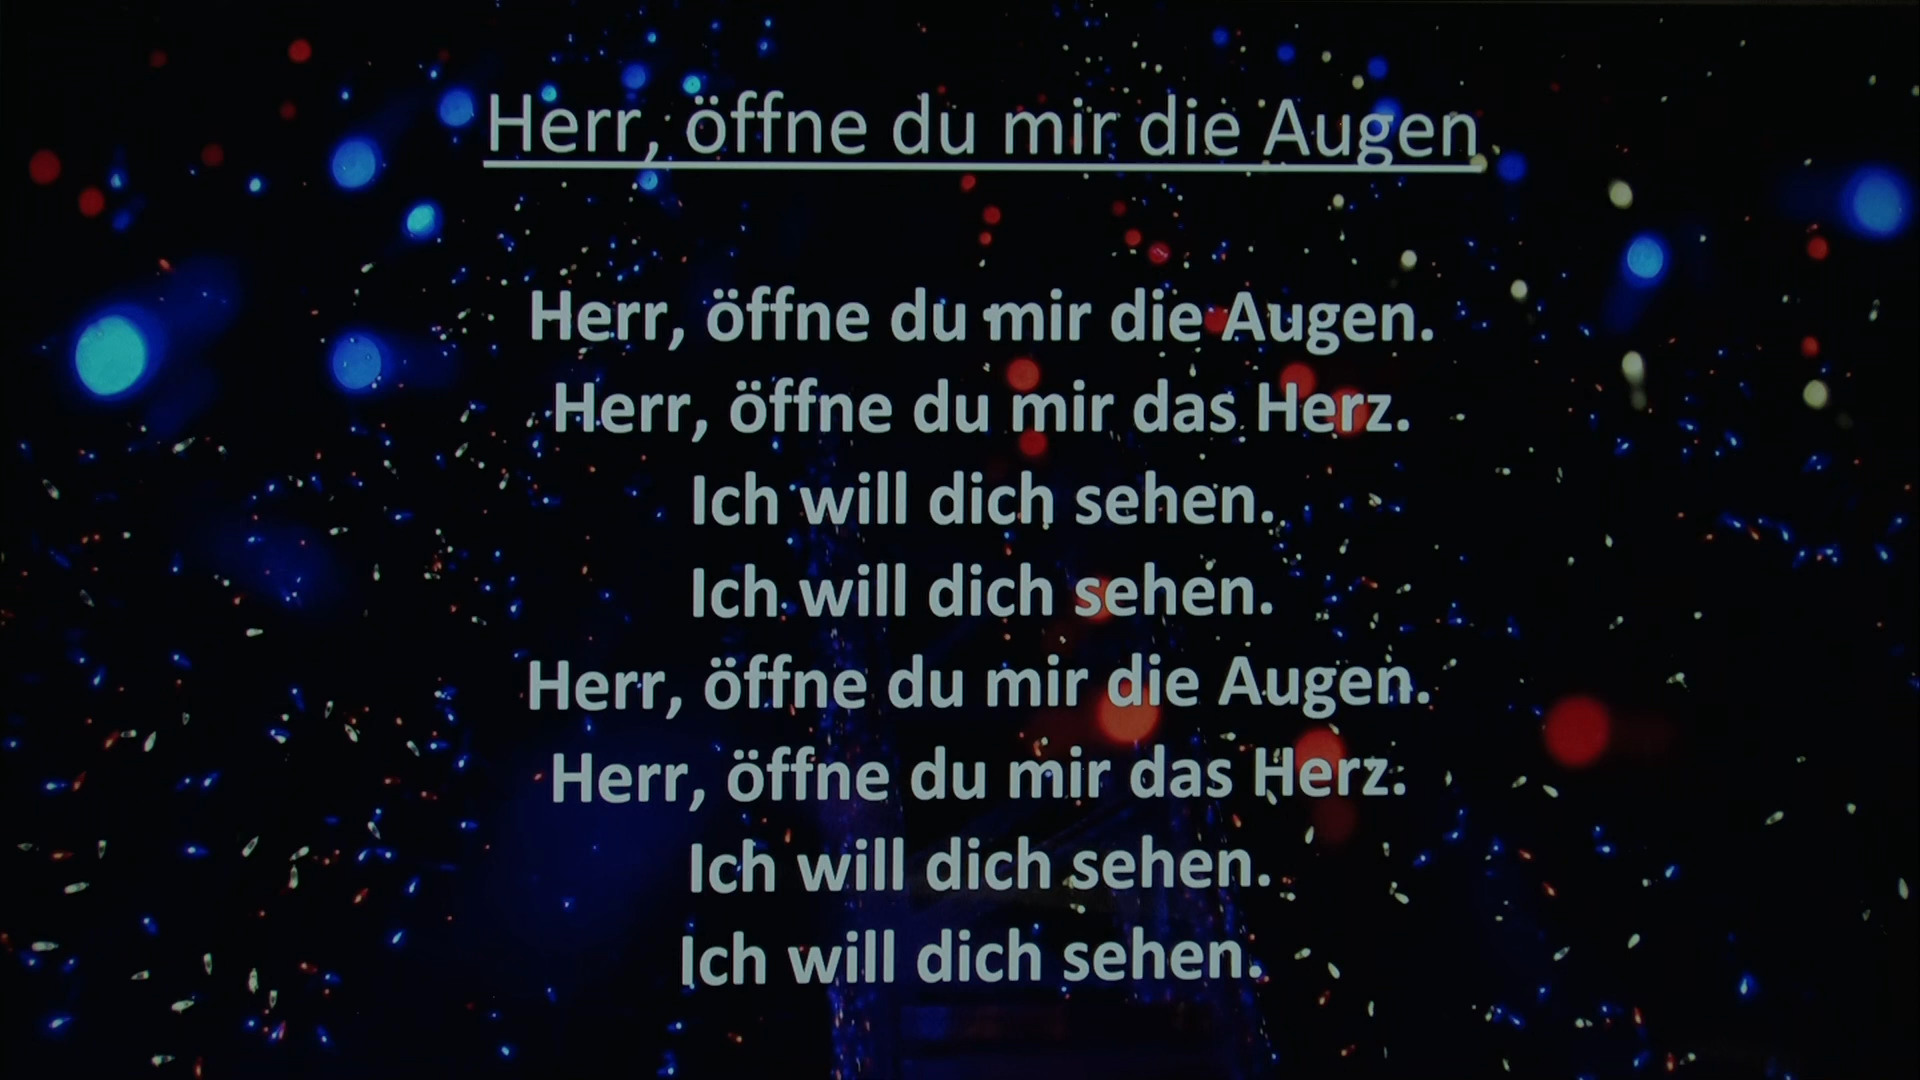 Herr, öffne du mir die Augen
Herr, öffne du mir die Augen.
Herr, öffne du mir das Herz.
Ich will dich sehen.
Ich will dich sehen.
Herr, öffne du mir die Augen.
Herr, öffne du mir das Herz.
Ich will dich sehen.
Ich will dich sehen.